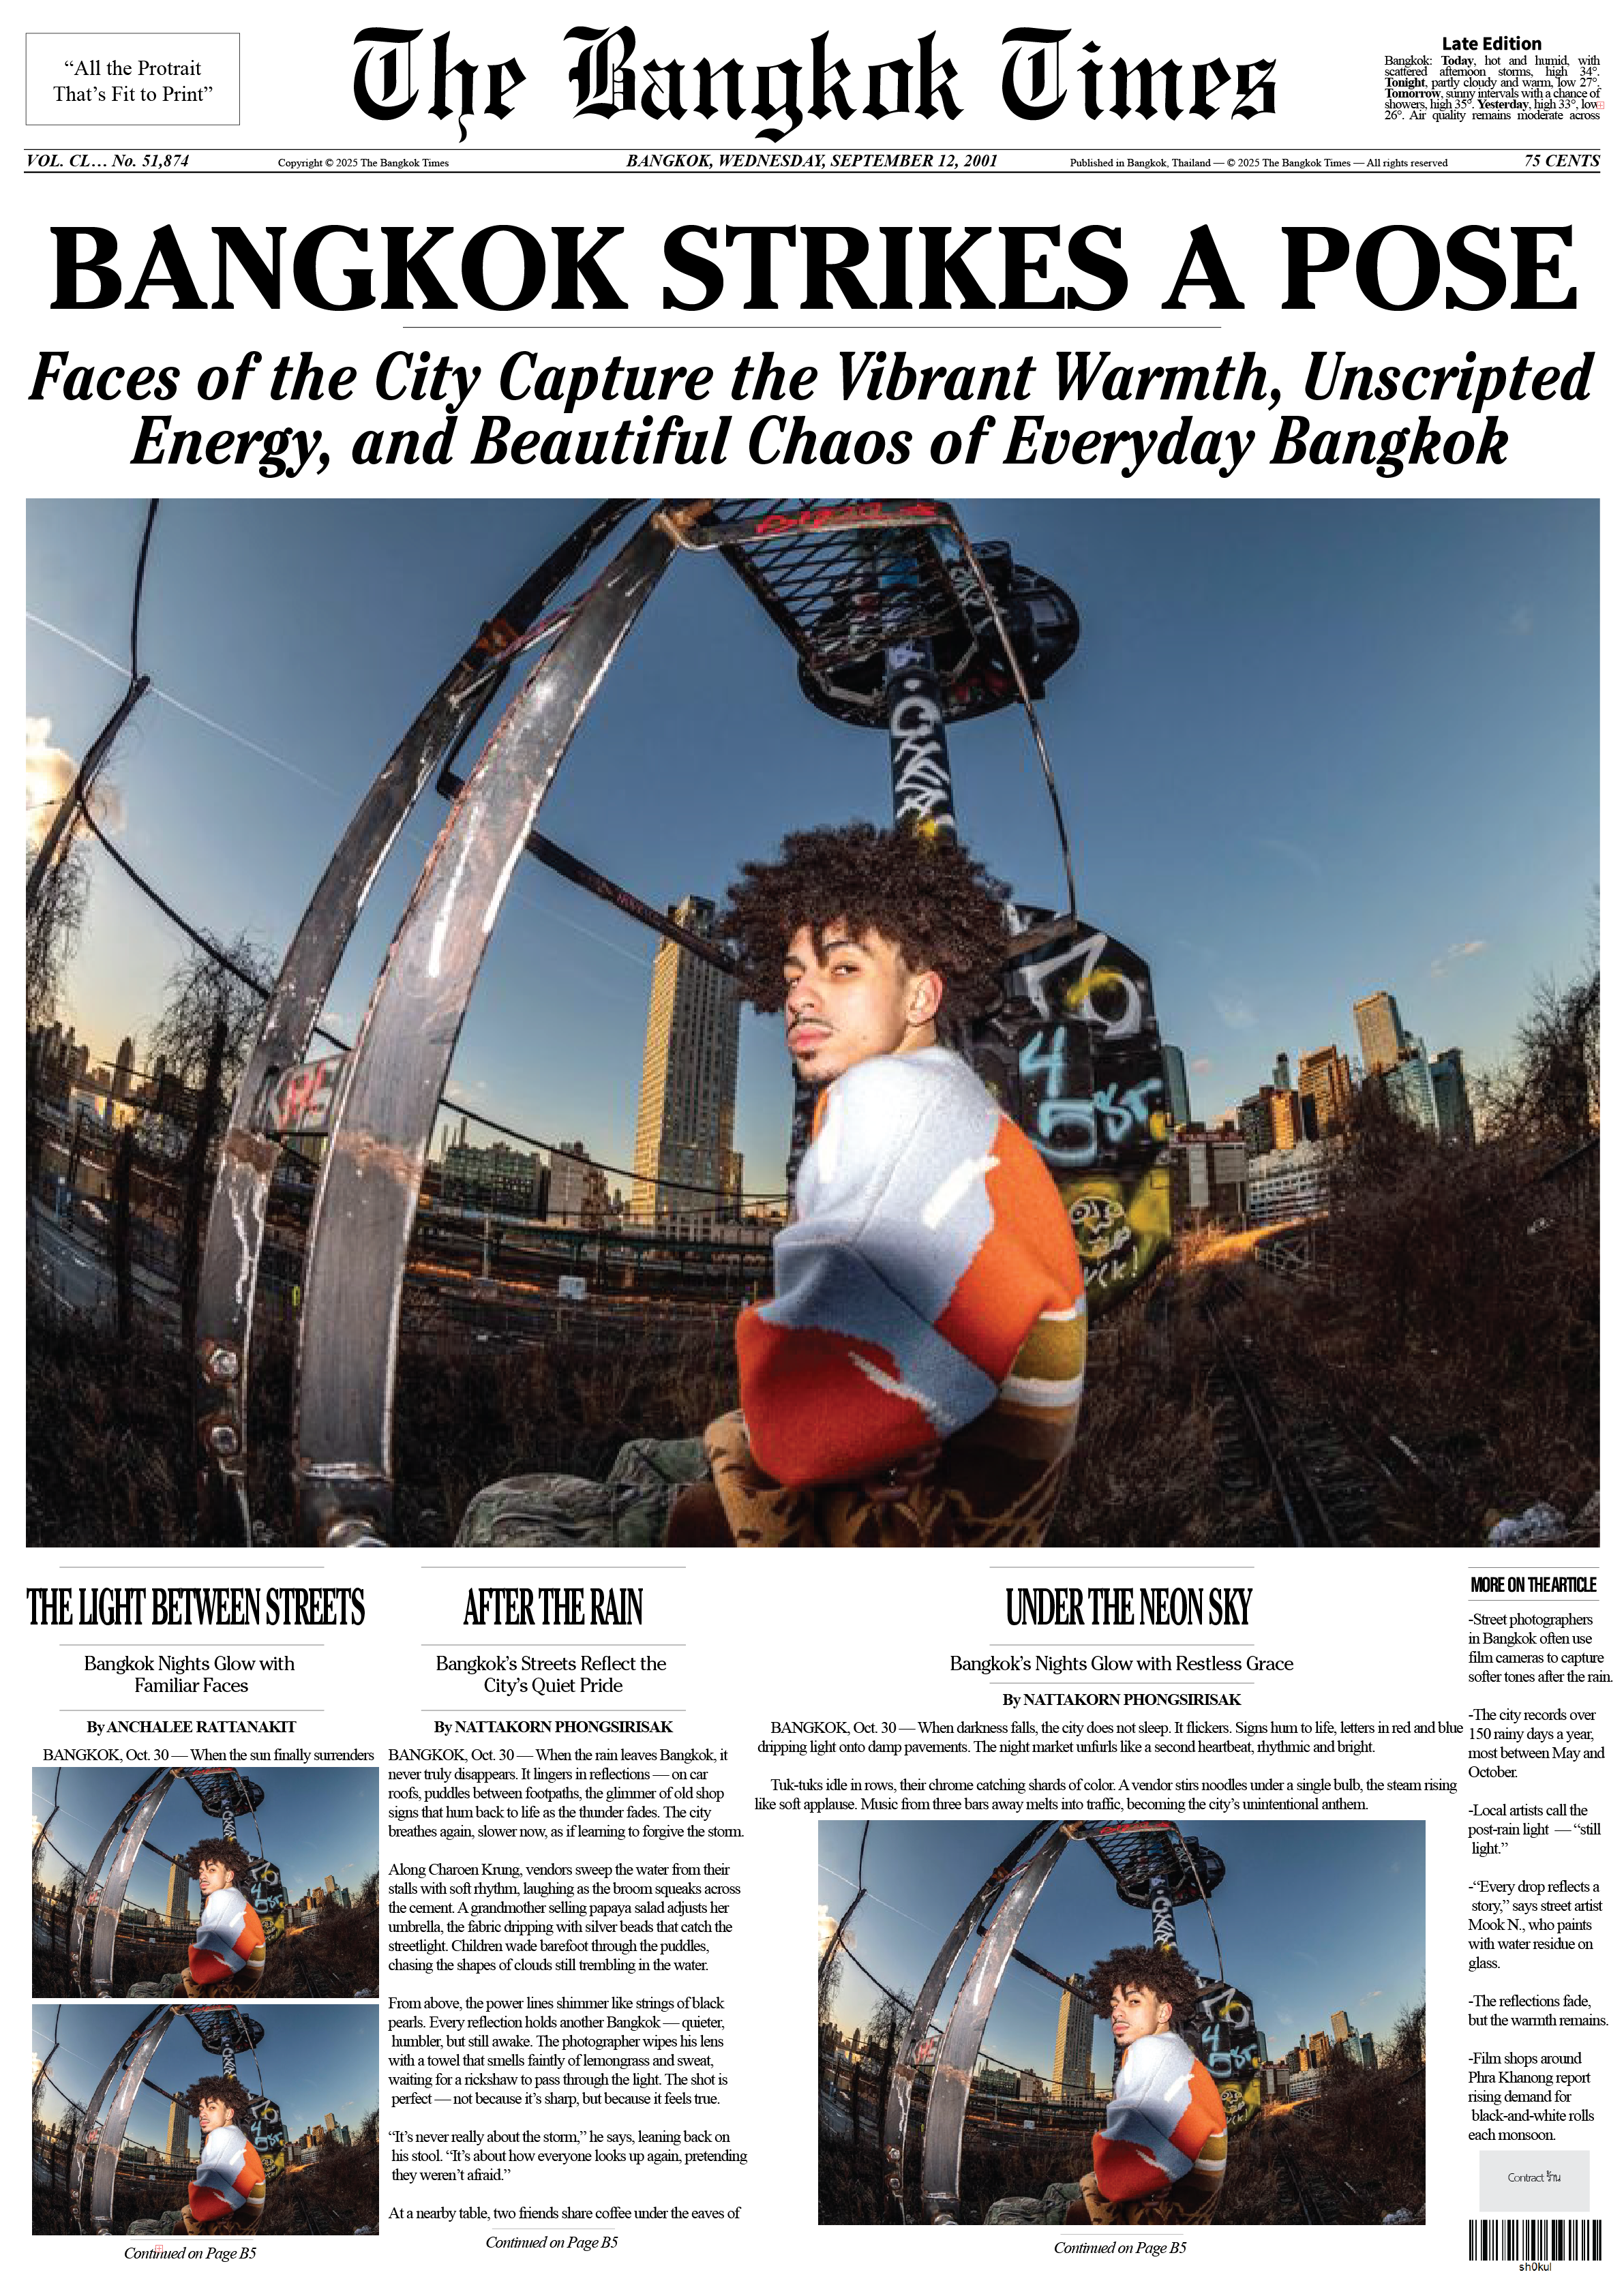 “All the Protrait
That’s Fit to Print”
The Bangkok Times
Late Edition
Bangkok: Today, hot and humid, with
scattered afternoon storms, high 34°.
Tonight, partly cloudy and warm, low 27°.
Tomorrow, sunny intervals with a chance of
showers, high 35°. Yesterday, high 33°, low
26°. Air quality remains moderate across
VOL. CL... No. 51,874
Copyright © 2025 The Bangkok Times
BANGKOK, WEDNESDAY, SEPTEMBER 12, 2001
Published in Bangkok, Thailand — © 2025 The Bangkok Times — All rights reserved
75 CENTS
BANGKOK STRIKES A POSE
Faces of the City Capture the Vibrant Warmth, Unscripted
Energy, and Beautiful Chaos of Everyday Bangkok
4
5
THE LIGHT BETWEEN STREETS
Bangkok Nights Glow with
Familiar Faces
By ANCHALEE RATTANAKIT
BANGKOK, Oct. 30 — When the sun finally surrenders
Continued on Page B5
AFTER THE RAIN
Bangkok’s Streets Reflect the
City’s Quiet Pride
By NATTAKORN PHONGSIRISAK
BANGKOK, Oct. 30 — When the rain leaves Bangkok, it
never truly disappears. It lingers in reflections — on car
roofs, puddles between footpaths, the glimmer of old shop
signs that hum back to life as the thunder fades. The city
breathes again, slower now, as if learning to forgive the storm.
Along Charoen Krung, vendors sweep the water from their
stalls with soft rhythm, laughing as the broom squeaks across
the cement. A grandmother selling papaya salad adjusts her
umbrella, the fabric dripping with silver beads that catch the
streetlight. Children wade barefoot through the puddles,
chasing the shapes of clouds still trembling in the water.
From above, the power lines shimmer like strings of black
pearls. Every reflection holds another Bangkok — quieter,
humbler, but still awake. The photographer wipes his lens
with a towel that smells faintly of lemongrass and sweat,
waiting for a rickshaw to pass through the light. The shot is
perfect — not because it’s sharp, but because it feels true.
“It’s never really about the storm,” he says, leaning back on
his stool. “It’s about how everyone looks up again, pretending
they weren’t afraid.”
At a nearby table, two friends share coffee under the eaves of
Continued on Page B5
UNDER THE NEON SKY
Bangkok’s Nights Glow with Restless Grace
By NATTAKORN PHONGSIRISAK
BANGKOK, Oct. 30 — When darkness falls, the city does not sleep. It flickers. Signs hum to life, letters in red and blue
dripping light onto damp pavements. The night market unfurls like a second heartbeat, rhythmic and bright.
Tuk-tuks idle in rows, their chrome catching shards of color. A vendor stirs noodles under a single bulb, the steam rising
like soft applause. Music from three bars away melts into traffic, becoming the city’s unintentional anthem.
Continued on Page B5
MORE ON THE ARTICLE
-Street photographers
in Bangkok often use
film cameras to capture
softer tones after the rain.
-The city records over
150 rainy days a year,
most between May and
October.
-Local artists call the
post-rain light — “still
light.”
-“Every drop reflects a
story,” says street artist
Mook N., who paints
with water residue on
glass.
-The reflections fade,
but the warmth remains.
-Film shops around
Phra Khanong report
rising demand for
black-and-white rolls
each monsoon.
Contract ร้าน
sh0kul